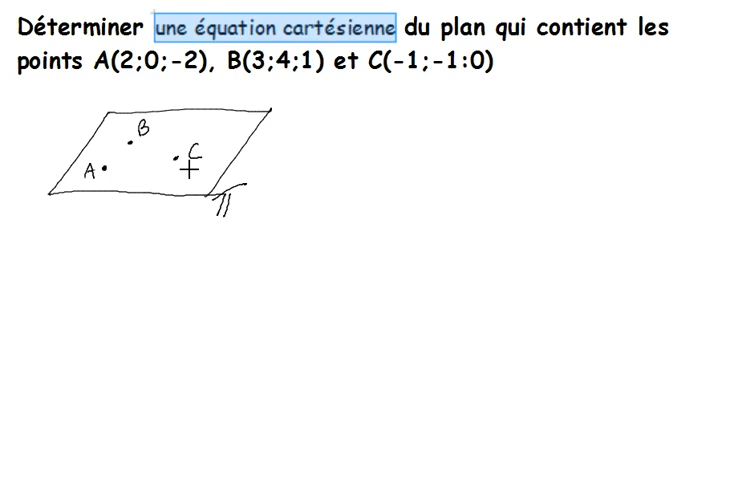 Déterminer une équation cartésienne du plan qui contient les
points A(2;0;-2), B(3;4;1) et C(-1;-1:0)
B
C
A
π